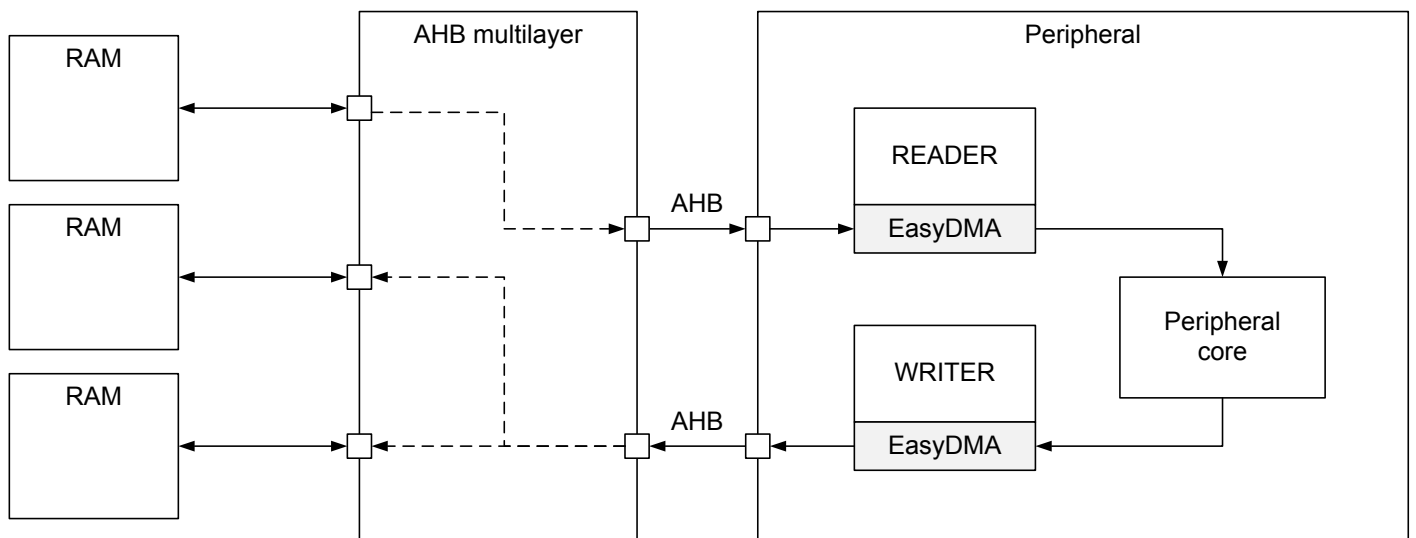 RAM
AHB multilayer
Peripheral
READER
EasyDMA
AHB
RAM
Peripheral
core
WRITER
EasyDMA
AHB
RAM